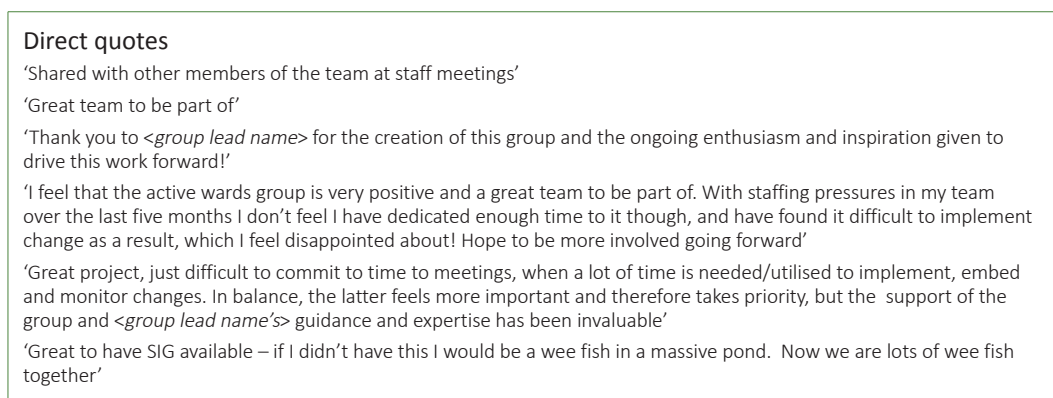 Direct quotes
‘Shared with other members of the team at staff meetings’
‘Great team to be part of’
‘Thank you to <group lead name> for the creation of this group and the ongoing enthusiasm and inspiration given to
drive this work forward!’
‘I feel that the active wards group is very positive and a great team to be part of. With staffing pressures in my team
over the last five months I don’t feel I have dedicated enough time to it though, and have found it difficult to implement
change as a result, which I feel disappointed about! Hope to be more involved going forward’
‘Great project, just difficult to commit to time to meetings, when a lot of time is needed/utilised to implement, embed
and monitor changes. In balance, the latter feels more important and therefore takes priority, but the  support of the
group and <group lead name’s> guidance and expertise has been invaluable’
‘Great to have SIG available – if I didn’t have this I would be a wee fish in a massive pond.  Now we are lots of wee fish
together’